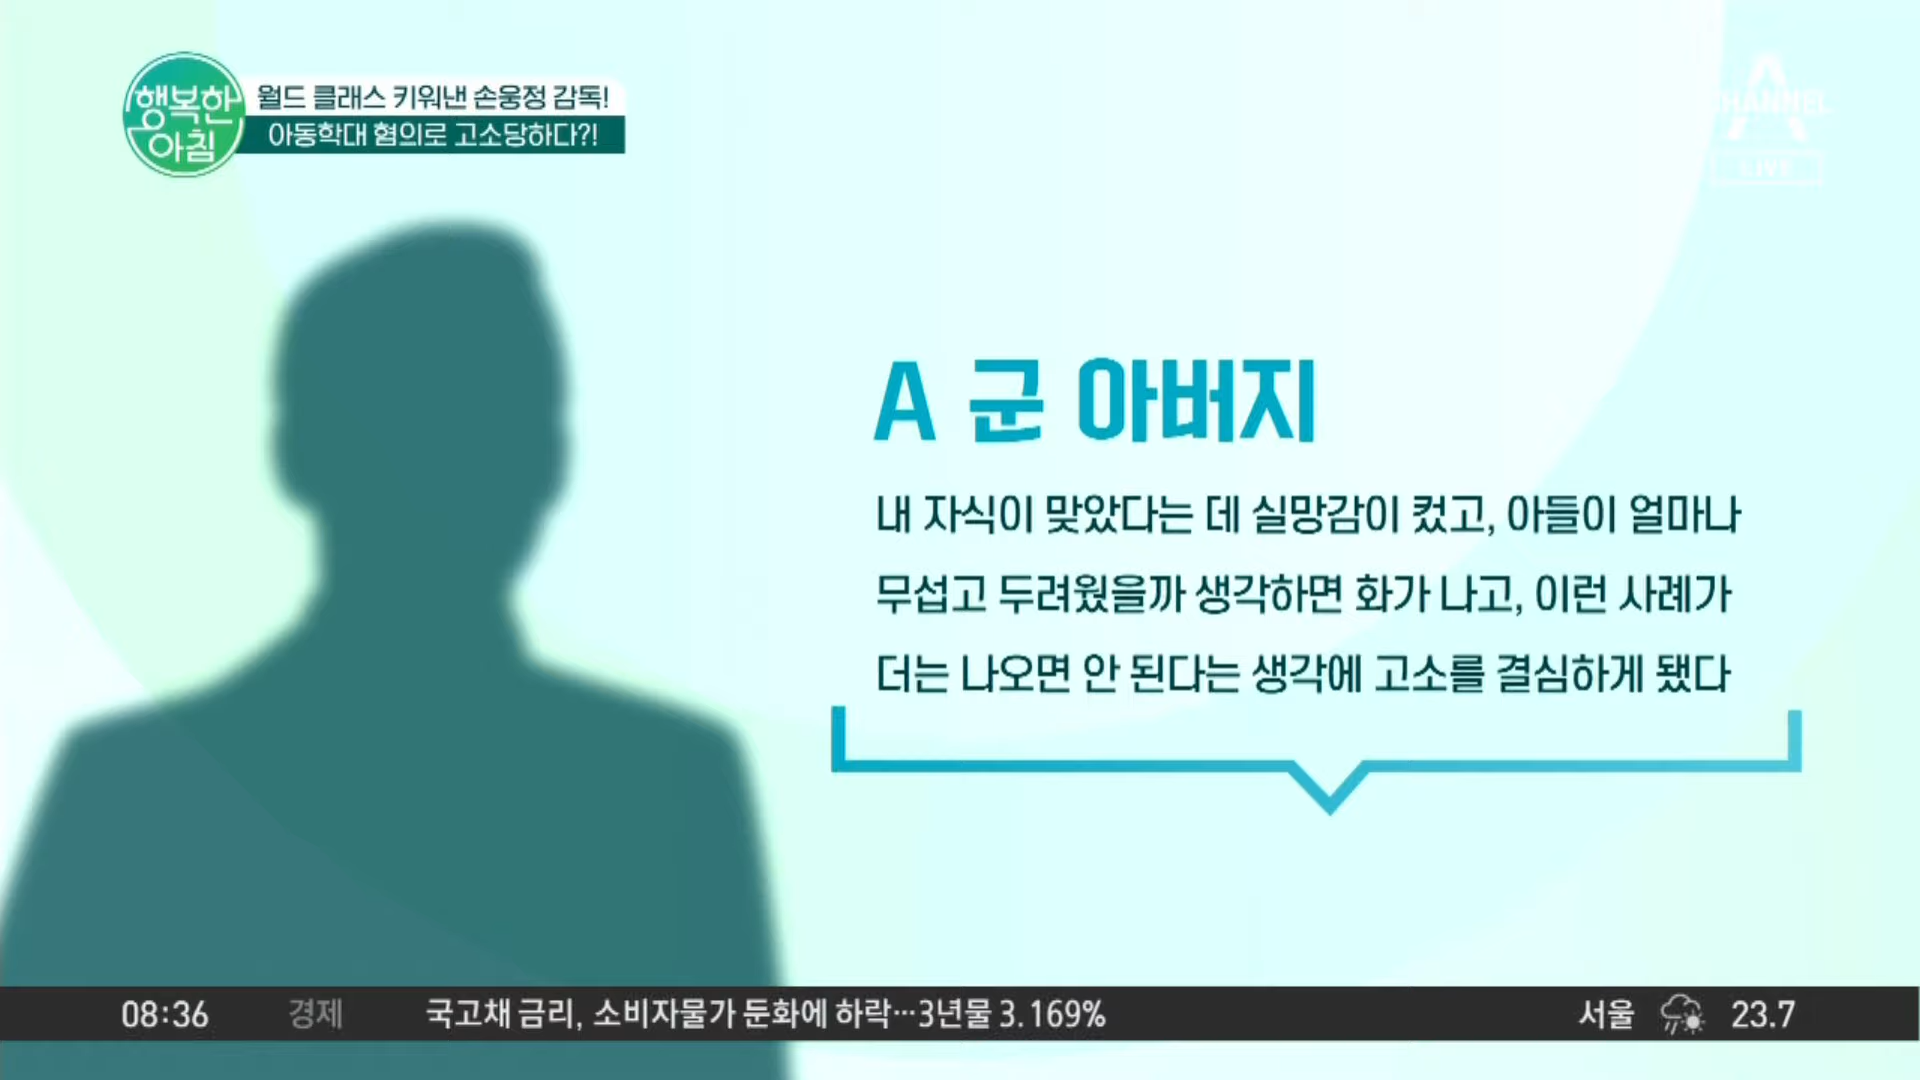 행복한
아침
월드 클래스 키워낸 손웅정 감독!
아동학대 혐의로 고소당하다?!
CHANNEL A
LIVE
A 군 아버지
내 자식이 맞았다는 데 실망감이 컸고, 아들이 얼마나
무섭고 두려웠을까 생각하면 화가 나고, 이런 사례가
더는 나오면 안 된다는 생각에 고소를 결심하게 됐다
08:36 경제 국고채 금리, 소비자물가 둔화에 하락…3년물 3.169% 서울 23.7